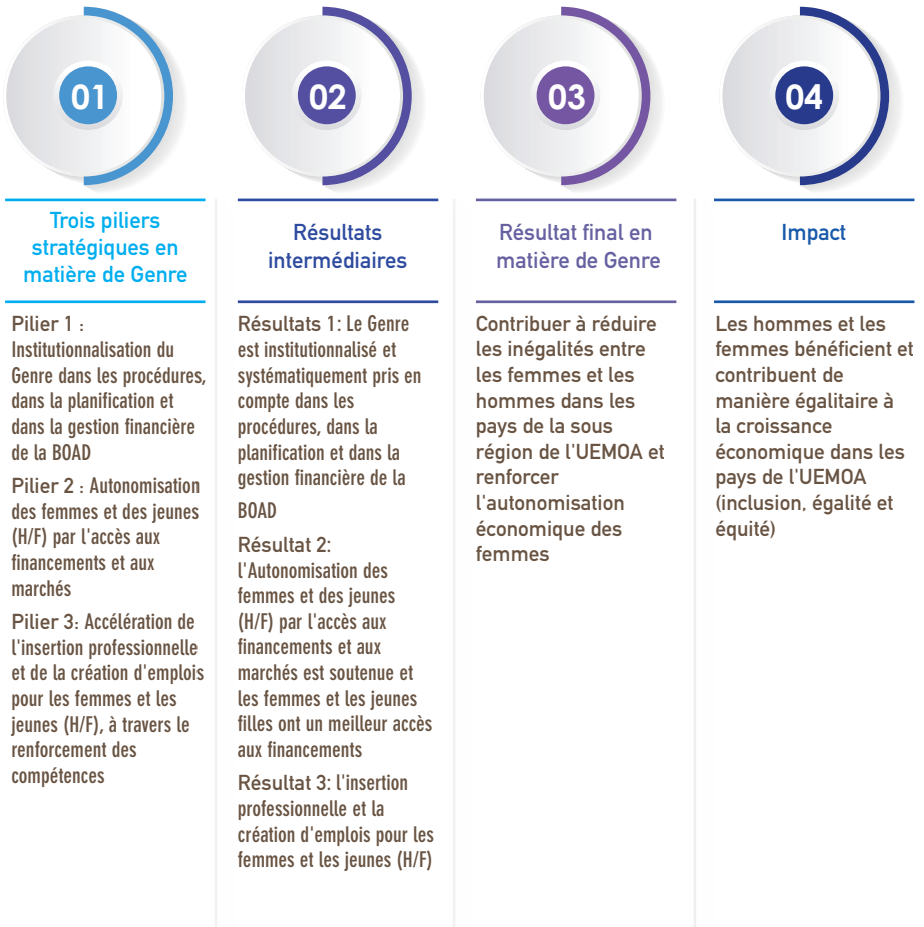 01
Trois piliers
stratégiques en
matière de Genre
Pilier 1 :
Institutionnalisation du
Genre dans les procédures,
dans la planification et
dans la gestion financière
de la BOAD
Pilier 2 : Autonomisation
des femmes et des jeunes
(H/F) par l'accès aux
financements et aux
marchés
Pilier 3: Accélération de
l'insertion professionnelle
et de la création d'emplois
pour les femmes et les
jeunes (H/F), à travers le
renforcement des
compétences
02
Résultats
intermédiaires
Résultats 1: Le Genre
est institutionnalisé et
systématiquement pris en
compte dans les
procédures, dans la
planification et dans la
gestion financière de la
BOAD
Résultat 2:
l'Autonomisation des
femmes et des jeunes
(H/F) par l'accès aux
financements et aux
marchés est soutenue et
les femmes et les jeunes
filles ont un meilleur accès
aux financements
Résultat 3: l'insertion
professionnelle et la
création d'emplois pour les
femmes et les jeunes (H/F)
03
Résultat final en
matière de Genre
Contribuer à réduire
les inégalités entre
les femmes et les
hommes dans les
pays de la sous
région de l'UEMOA et
renforcer
l'autonomisation
économique des
femmes
04
Impact
Les hommes et les
femmes bénéficient et
contribuent de
manière égalitaire à
la croissance
économique dans les
pays de l'UEMOA
(inclusion, égalité et
équité)